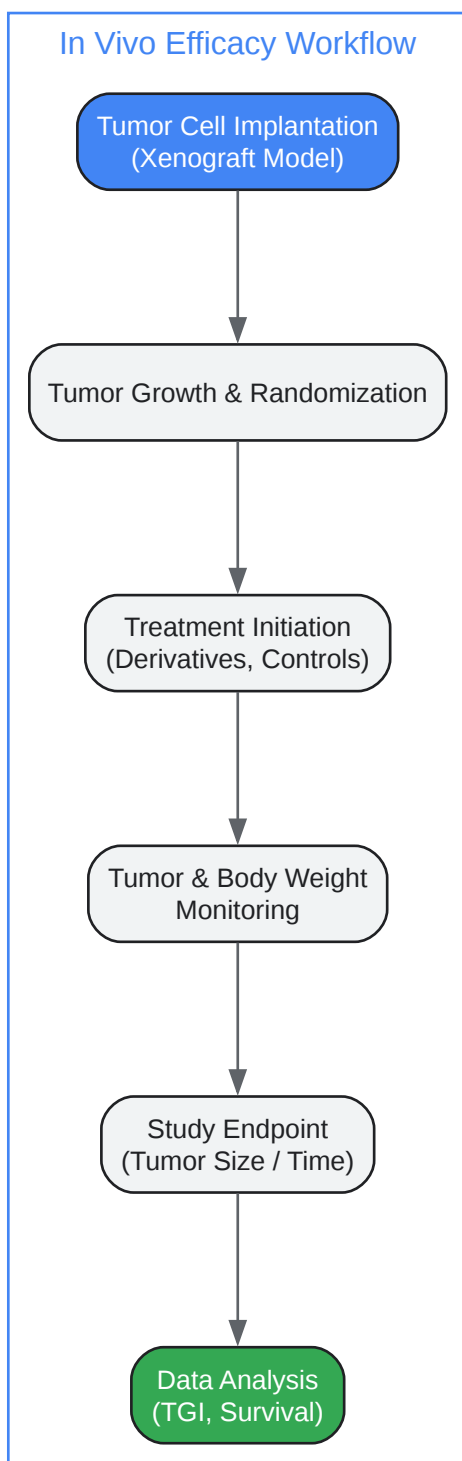 In Vivo Efficacy Workflow
Tumor Cell Implantation
(Xenograft Model)
Tumor Growth & Randomization
Treatment Initiation
(Derivatives, Controls)
Tumor & Body Weight
Monitoring
Study Endpoint
(Tumor Size / Time)
Data Analysis
(TGI, Survival)